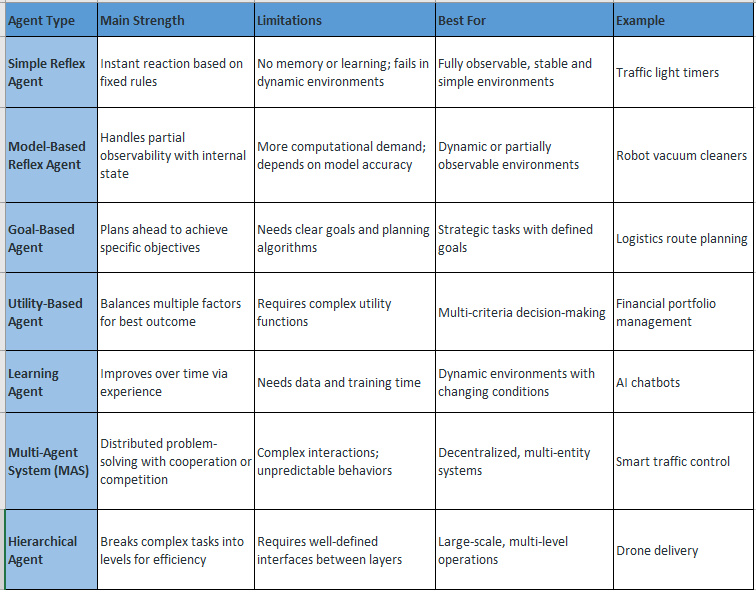 Agent Type
Main Strength
Limitations
Best For
Example
Simple Reflex
Agent
Instant reaction based on
fixed rules
No memory or learning; fails in
dynamic environments
Fully observable, stable and
simple environments
Traffic light timers
Model-Based
Reflex Agent
Handles partial
observability with internal
state
More computational demand;
depends on model accuracy
Dynamic or partially
observable environments
Robot vacuum cleaners
Goal-Based
Agent
Plans ahead to achieve
specific objectives
Needs clear goals and planning
algorithms
Strategic tasks with defined
goals
Logistics route planning
Utility-Based
Agent
Balances multiple factors
for best outcome
Requires complex utility
functions
Multi-criteria decision-making
Financial portfolio
management
Learning
Agent
Improves over time via
experience
Needs data and training time
Dynamic environments with
changing conditions
AI chatbots
Multi-Agent
System (MAS)
Distributed problem-
solving with cooperation or
competition
Complex interactions;
unpredictable behaviors
Decentralized, multi-entity
systems
Smart traffic control
Hierarchical
Agent
Breaks complex tasks into
levels for efficiency
Requires well-defined
interfaces between layers
Large-scale, multi-level
operations
Drone delivery